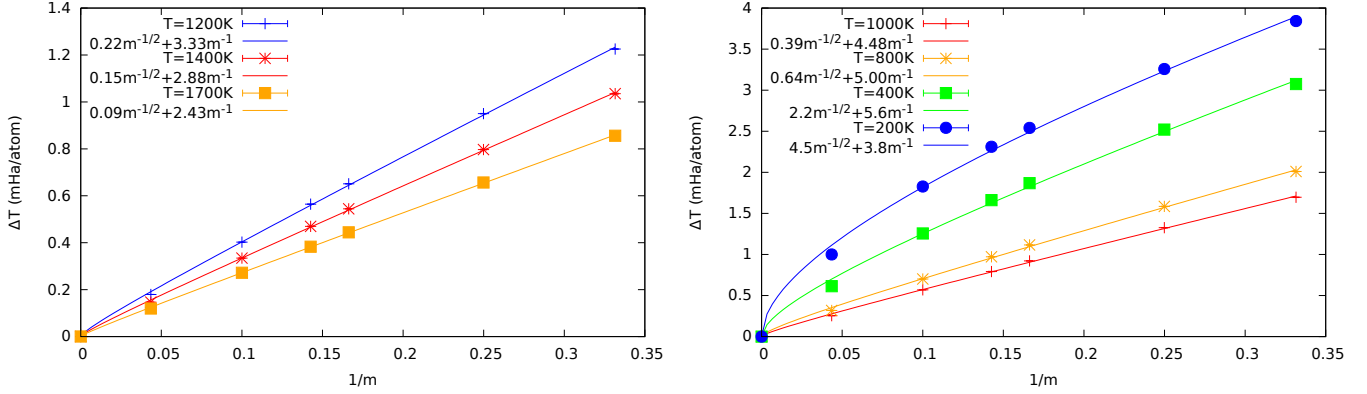 1.4
1.2
1
0.8
0.6
0.4
0.2
0
ΔT (mHa/atom)
T=1200K
0.22m^-1/2+3.33m^-1
T=1400K
0.15m^-1/2+2.88m^-1
T=1700K
0.09m^-1/2+2.43m^-1
0 0.05 0.1 0.15 0.2 0.25 0.3 0.35
1/m
4
3.5
3
2.5
2
1.5
1
0.5
0
ΔT (mHa/atom)
T=1000K
0.39m^-1/2+4.48m^-1
T=800K
0.64m^-1/2+5.00m^-1
T=400K
2.2m^-1/2+5.6m^-1
T=200K
4.5m^-1/2+3.8m^-1
0 0.05 0.1 0.15 0.2 0.25 0.3 0.35
1/m